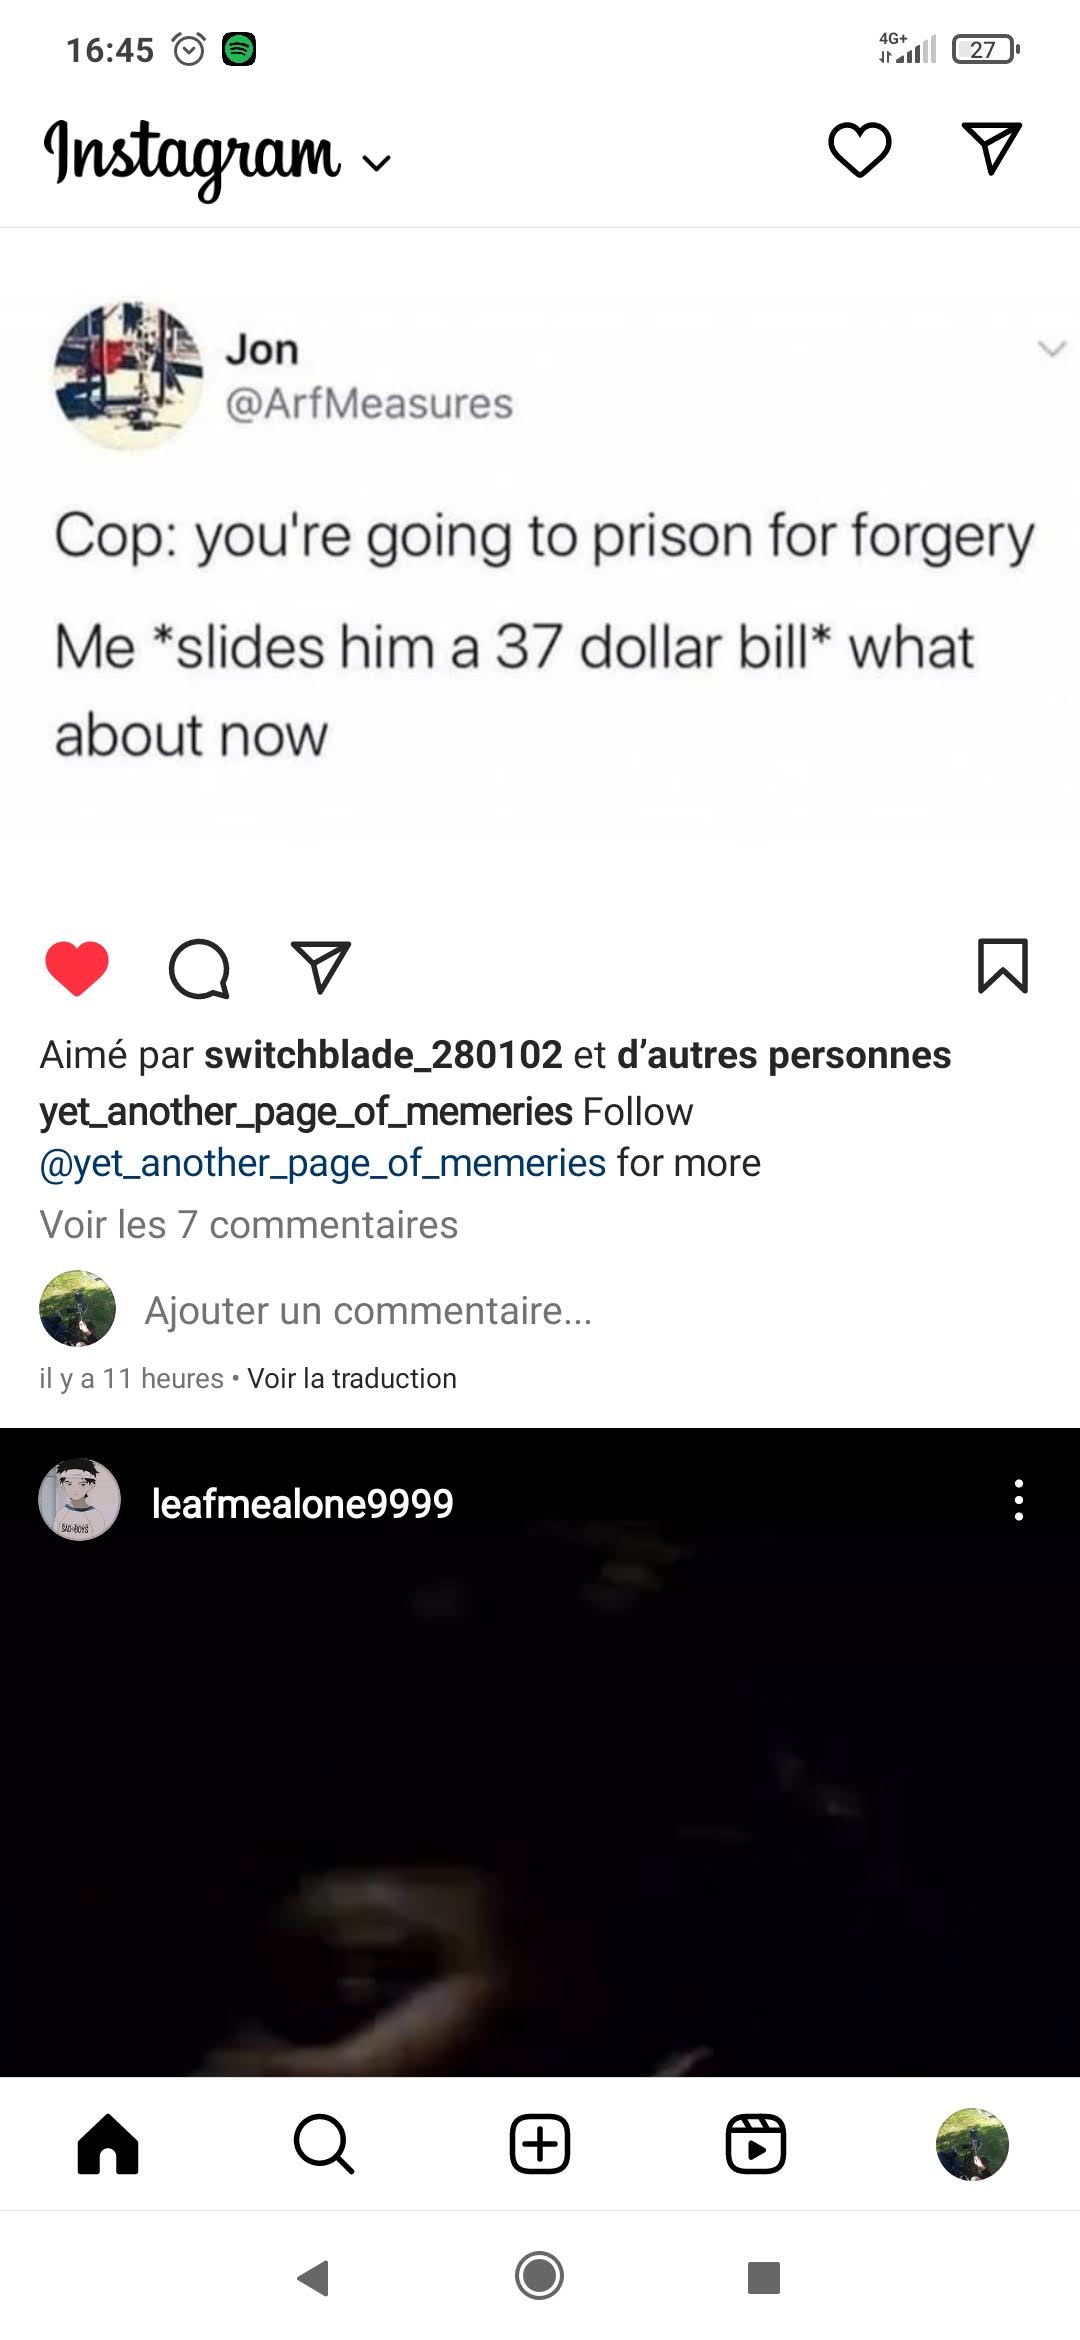 16:45
4G+
27
Instagram
Jon
@ArfMeasures
Cop: you're going to prison for forgery
Me *slides him a 37 dollar bill* what
about now
Aimé par switchblade_280102 et d’autres personnes
yet_another_page_of_memeries Follow
@yet_another_page_of_memeries for more
Voir les 7 commentaires
Ajouter un commentaire...
il y a 11 heures • Voir la traduction
leafmealone9999
SAD BOYS